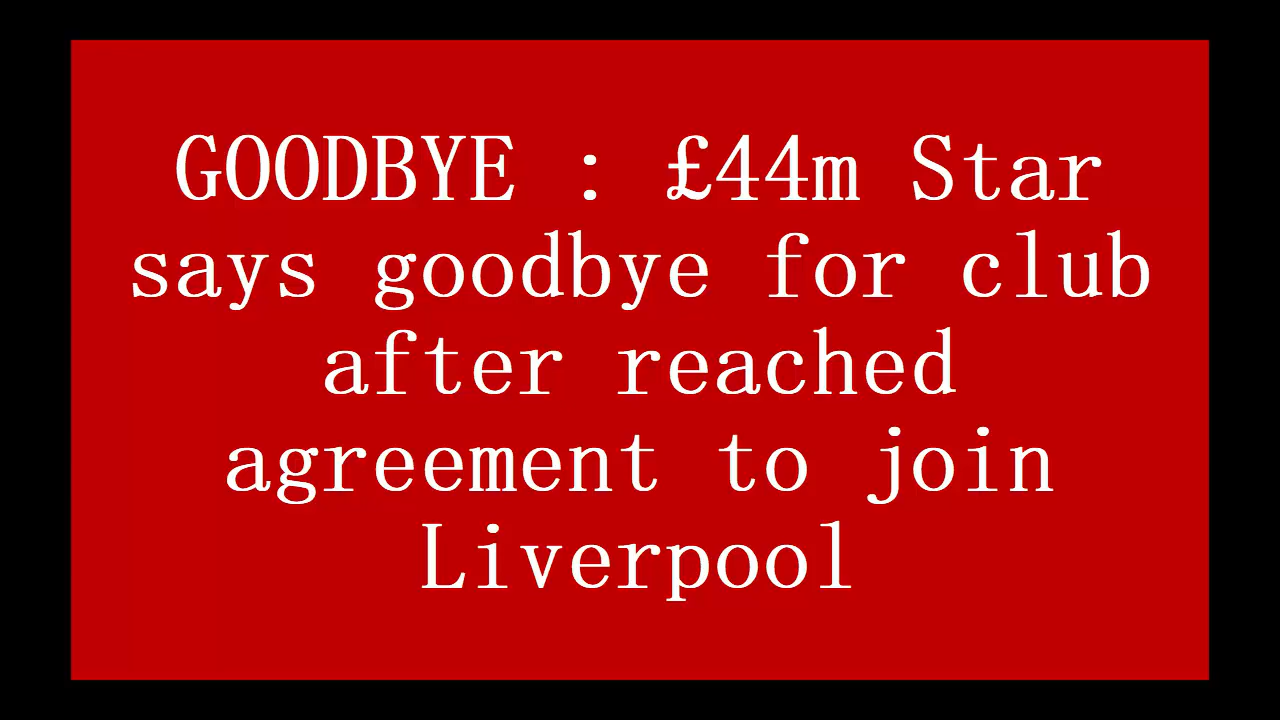 GOODBYE : £44m Star
says goodbye for club
after reached
agreement to join
Liverpool